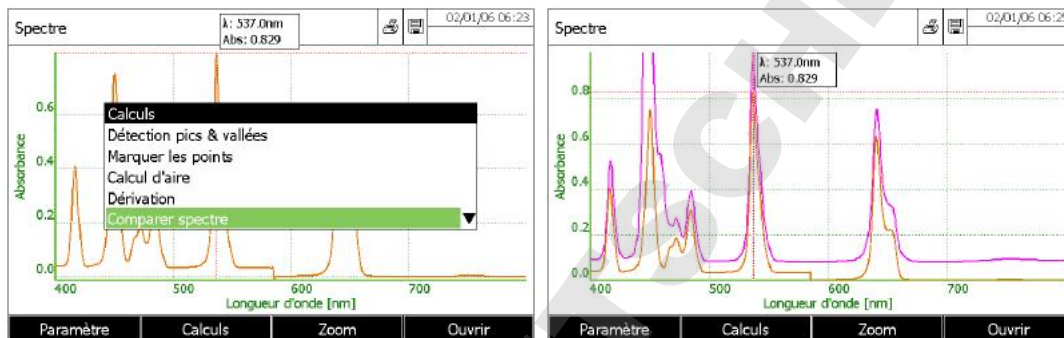 Spectre
λ: 537.0nm
Abs: 0.829
02/01/06 06:23
Absorbance
0.6
0.4
0.2
0.0
Calculs
Détection pics & vallées
Marquer les points
Calcul d'aire
Dérivation
Comparer spectre
400 500 600 700
Longueur d'onde [nm]
Paramètre Calculs Zoom Ouvrir
Spectre
02/01/06 06:29
λ: 537.0nm
Abs: 0.829
Absorbance
0.8
0.6
0.4
0.2
0.0
400 500 600 700
Longueur d'onde [nm]
Paramètre Calculs Zoom Ouvrir